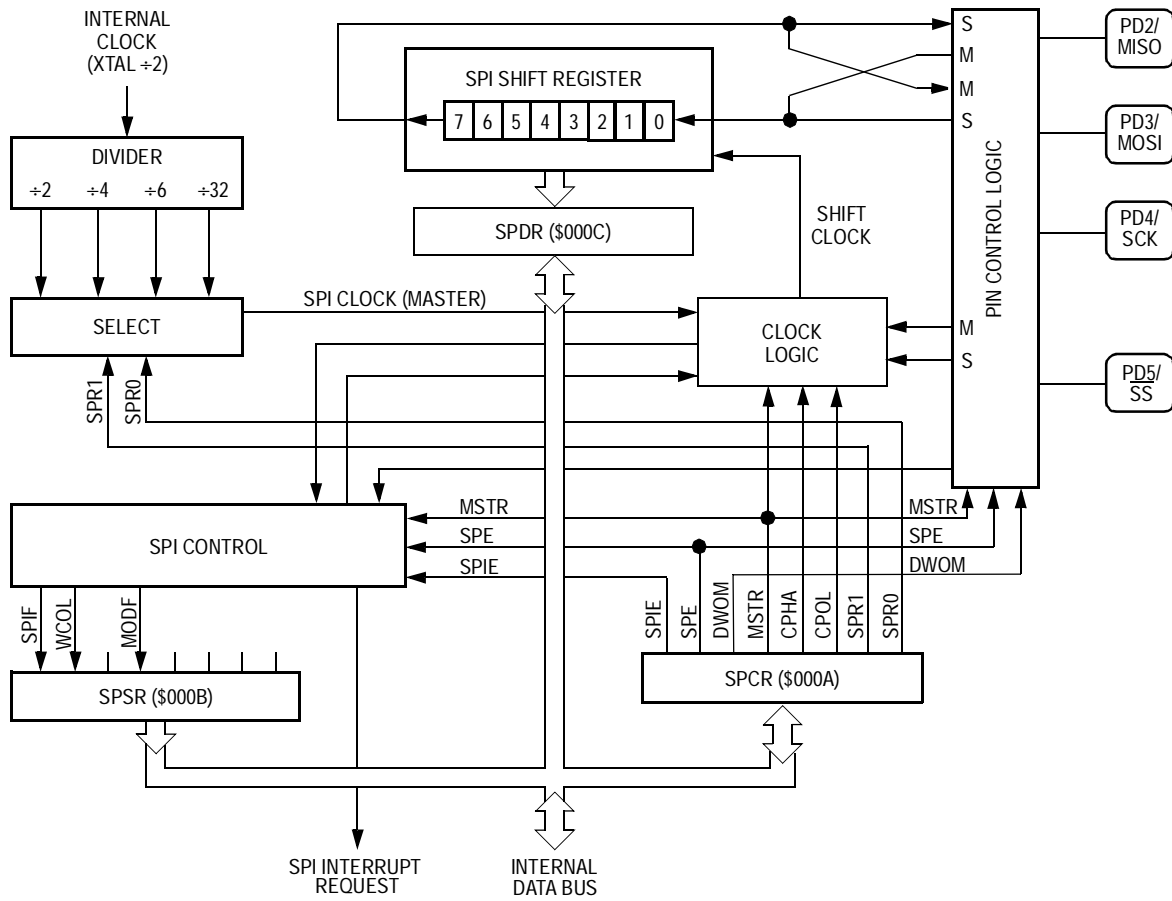 INTERNAL
CLOCK
(XTAL ÷2)
DIVIDER
÷2 ÷4 ÷6 ÷32
SELECT
SPR1
SPR0
SPI SHIFT REGISTER
7 6 5 4 3 2 1 0
SPDR ($000C)
SHIFT
CLOCK
SPI CLOCK (MASTER)
CLOCK
LOGIC
S
M
M
S
M
S
PIN CONTROL LOGIC
PD2/
MISO
PD3/
MOSI
PD4/
SCK
PD5/
SS
SPI CONTROL
MSTR
SPE
SPIE
MSTR
SPE
DWOM
SPIF
WCOL
MODF
SPSR ($000B)
SPIE
SPE
DWOM
MSTR
CPHA
CPOL
SPR1
SPR0
SPCR ($000A)
SPI INTERRUPT
REQUEST
INTERNAL
DATA BUS